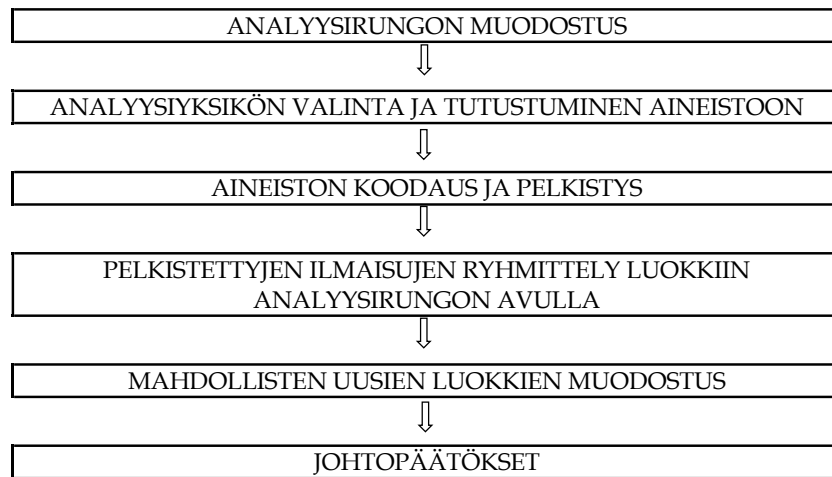 ANALYYSIRUNGON MUODOSTUS
ANALYYSIYKSIKÖN VALINTA JA TUTUSTUMINEN AINEISTOON
AINEISTON KOODAUS JA PELKISTYS
PELKISTETTYJEN ILMAISUJEN RYHMITTELY LUOKKIIN
ANALYYSIRUNGON AVULLA
MAHDOLLISTEN UUSIEN LUOKKIEN MUODOSTUS
JOHTOPÄÄTÖKSET